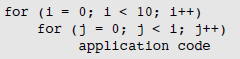 for (i = 0; i < 10; i++)
    for (j = 0; j < i; j++)
        application code